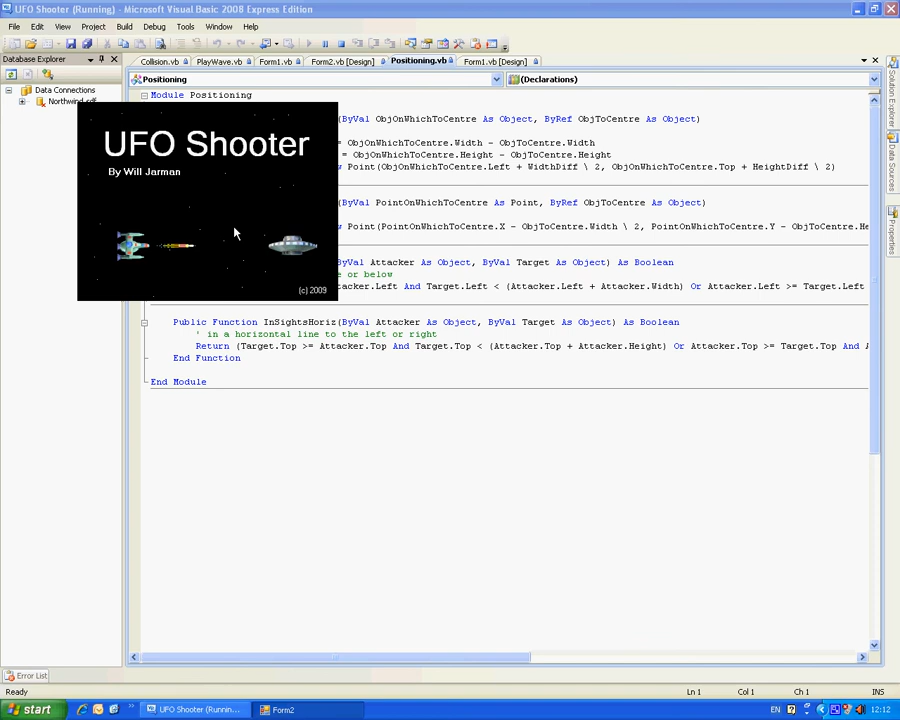 UFO Shooter (Running) - Microsoft Visual Basic 2008 Express Edition
File Edit View Project Build Debug Tools Window Help
Database Explorer
Collision.vb PlayWave.vb Form1.vb Form2.vb [Design] Positioning.vb Form1.vb [Design]
Positioning
(Declarations)
Data Connections
Module Positioning
UFO Shooter
By Will Jarman
(c) 2009
(ByVal ObjOnWhichToCentre As Object, ByRef ObjToCentre As Object)
= ObjOnWhichToCentre.Width - ObjToCentre.Width
= ObjOnWhichToCentre.Height - ObjToCentre.Height
Point(ObjOnWhichToCentre.Left + WidthDiff \ 2, ObjOnWhichToCentre.Top + HeightDiff \ 2)
(ByVal PointOnWhichToCentre As Point, ByRef ObjToCentre As Object)
Point(PointOnWhichToCentre.X - ObjToCentre.Width \ 2, PointOnWhichToCentre.Y - ObjToCentre.He
ByVal Attacker As Object, ByVal Target As Object) As Boolean
e or below
ttacker.Left And Target.Left < (Attacker.Left + Attacker.Width) Or Attacker.Left >= Target.Left
Public Function InSightsHoriz(ByVal Attacker As Object, ByVal Target As Object) As Boolean
' in a horizontal line to the left or right
Return (Target.Top >= Attacker.Top And Target.Top < (Attacker.Top + Attacker.Height) Or Attacker.Top >= Target.Top And A
End Function
End Module
Solution Explorer
Data Sources
Properties
Error List
Ready
Ln 1 Col 1 Ch 1 INS
start
UFO Shooter (Runnin...
Form2
EN
12:12